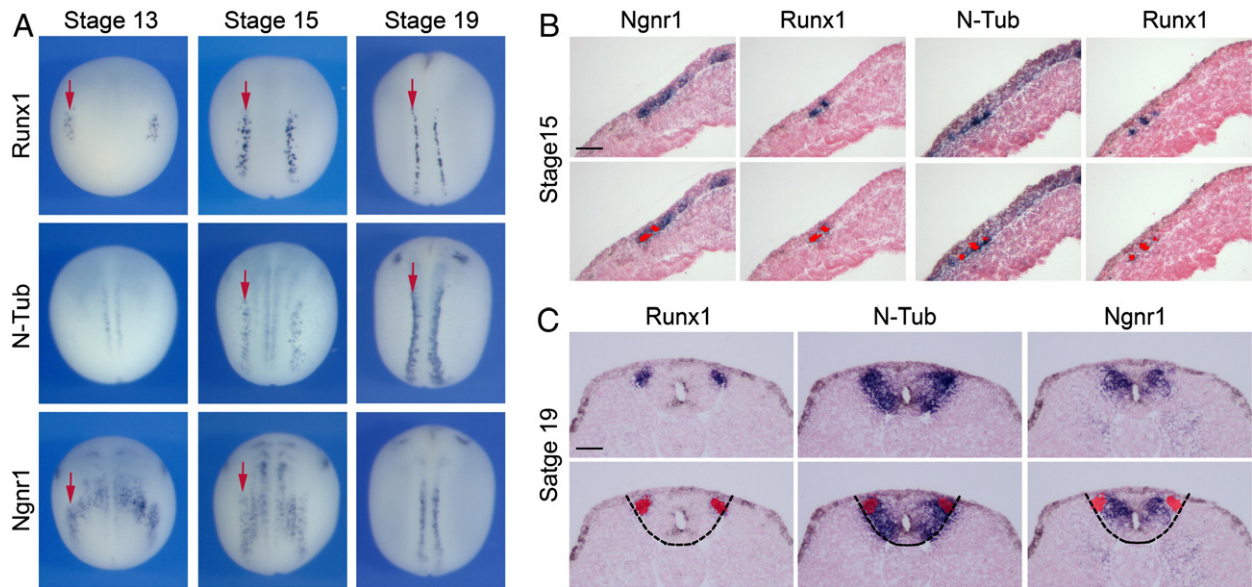 A
Stage 13
Stage 15
Stage 19
Runx1
N-Tub
Ngnr1
B
Ngnr1
Runx1
N-Tub
Runx1
Stage15
C
Runx1
N-Tub
Ngnr1
Satge 19